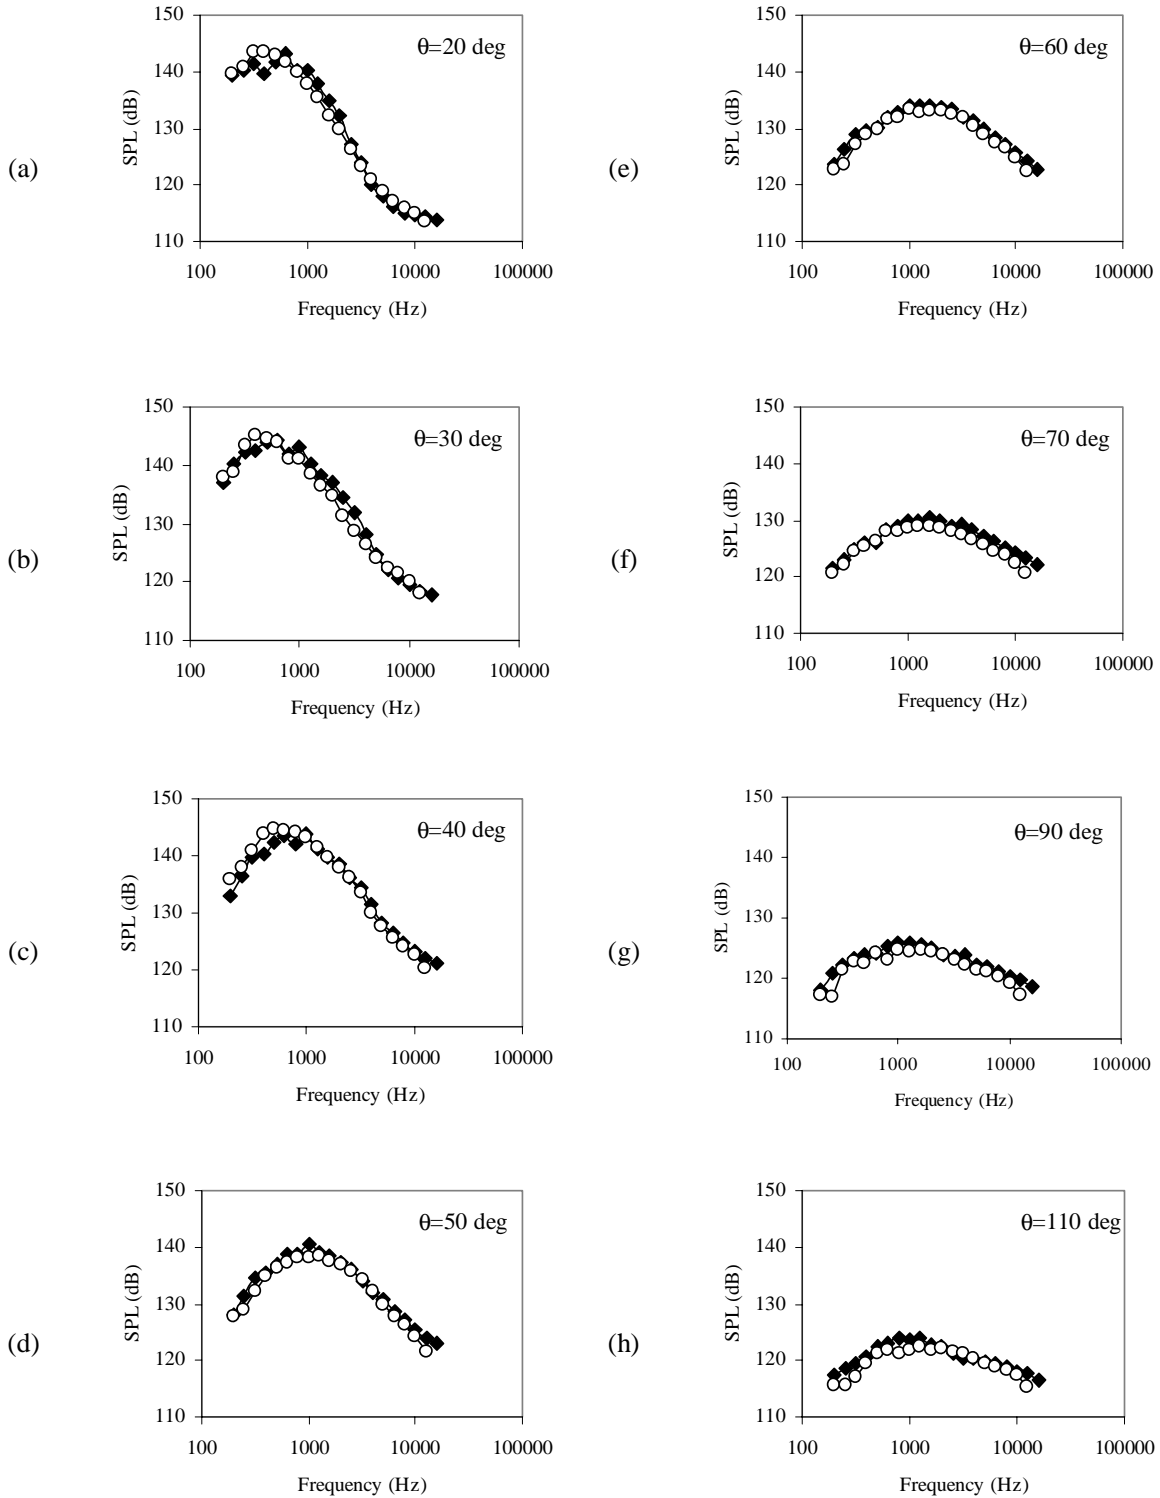 (a)
150
140
130
120
110
SPL (dB)
θ=20 deg
100 1000 10000 100000
Frequency (Hz)
(e)
150
140
130
120
110
SPL (dB)
θ=60 deg
100 1000 10000 100000
Frequency (Hz)
(b)
150
140
130
120
110
SPL (dB)
θ=30 deg
100 1000 10000 100000
Frequency (Hz)
(f)
150
140
130
120
110
SPL (dB)
θ=70 deg
100 1000 10000 100000
Frequency (Hz)
(c)
150
140
130
120
110
SPL (dB)
θ=40 deg
100 1000 10000 100000
Frequency (Hz)
(g)
150
140
130
120
110
SPL (dB)
θ=90 deg
100 1000 10000 100000
Frequency (Hz)
(d)
150
140
130
120
110
SPL (dB)
θ=50 deg
100 1000 10000 100000
Frequency (Hz)
(h)
150
140
130
120
110
SPL (dB)
θ=110 deg
100 1000 10000 100000
Frequency (Hz)